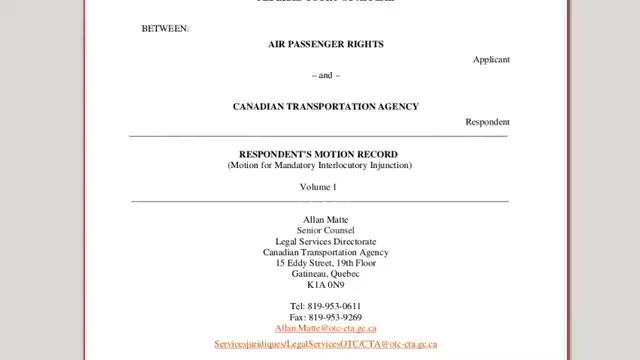 BETWEEN:
AIR PASSENGER RIGHTS
Applicant
– and –
CANADIAN TRANSPORTATION AGENCY
Respondent
RESPONDENT'S MOTION RECORD
(Motion for Mandatory Interlocutory Injunction)
Volume 1
Allan Matte
Senior Counsel
Legal Services Directorate
Canadian Transportation Agency
15 Eddy Street, 19th Floor
Gatineau, Quebec
K1A 0N9
Tel: 819-953-0611
Fax: 819-953-9269
Allan.Matte@otc-cta.gc.ca
Servicesjuridiques/LegalServicesOTC/CTA@otc-cta.gc.ca